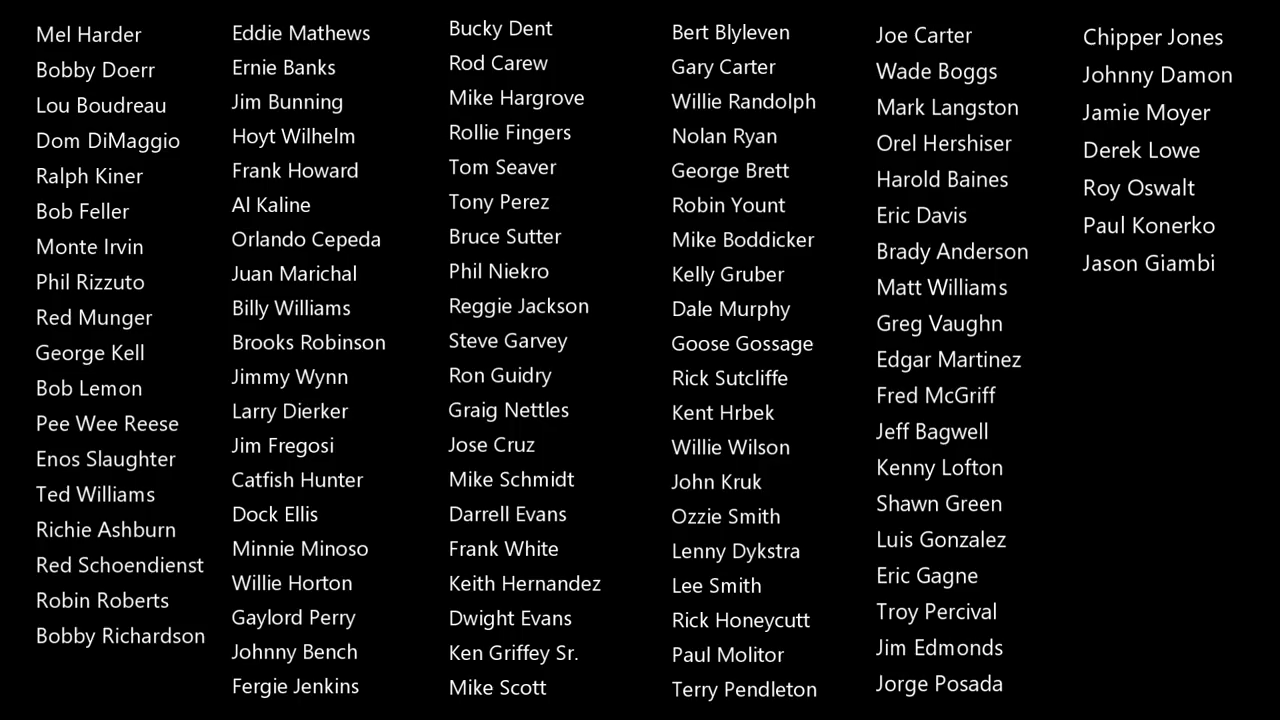 Mel Harder
Bobby Doerr
Lou Boudreau
Dom DiMaggio
Ralph Kiner
Bob Feller
Monte Irvin
Phil Rizzuto
Red Munger
George Kell
Bob Lemon
Pee Wee Reese
Enos Slaughter
Ted Williams
Richie Ashburn
Red Schoendienst
Robin Roberts
Bobby Richardson
Eddie Mathews
Ernie Banks
Jim Bunning
Hoyt Wilhelm
Frank Howard
Al Kaline
Orlando Cepeda
Juan Marichal
Billy Williams
Brooks Robinson
Jimmy Wynn
Larry Dierker
Jim Fregosi
Catfish Hunter
Dock Ellis
Minnie Minoso
Willie Horton
Gaylord Perry
Johnny Bench
Fergie Jenkins
Bucky Dent
Rod Carew
Mike Hargrove
Rollie Fingers
Tom Seaver
Tony Perez
Bruce Sutter
Phil Niekro
Reggie Jackson
Steve Garvey
Ron Guidry
Graig Nettles
Jose Cruz
Mike Schmidt
Darrell Evans
Frank White
Keith Hernandez
Dwight Evans
Ken Griffey Sr.
Mike Scott
Bert Blyleven
Gary Carter
Willie Randolph
Nolan Ryan
George Brett
Robin Yount
Mike Boddicker
Kelly Gruber
Dale Murphy
Goose Gossage
Rick Sutcliffe
Kent Hrbek
Willie Wilson
John Kruk
Ozzie Smith
Lenny Dykstra
Lee Smith
Rick Honeycutt
Paul Molitor
Terry Pendleton
Joe Carter
Wade Boggs
Mark Langston
Orel Hershiser
Harold Baines
Eric Davis
Brady Anderson
Matt Williams
Greg Vaughn
Edgar Martinez
Fred McGriff
Jeff Bagwell
Kenny Lofton
Shawn Green
Luis Gonzalez
Eric Gagne
Troy Percival
Jim Edmonds
Jorge Posada
Chipper Jones
Johnny Damon
Jamie Moyer
Derek Lowe
Roy Oswalt
Paul Konerko
Jason Giambi